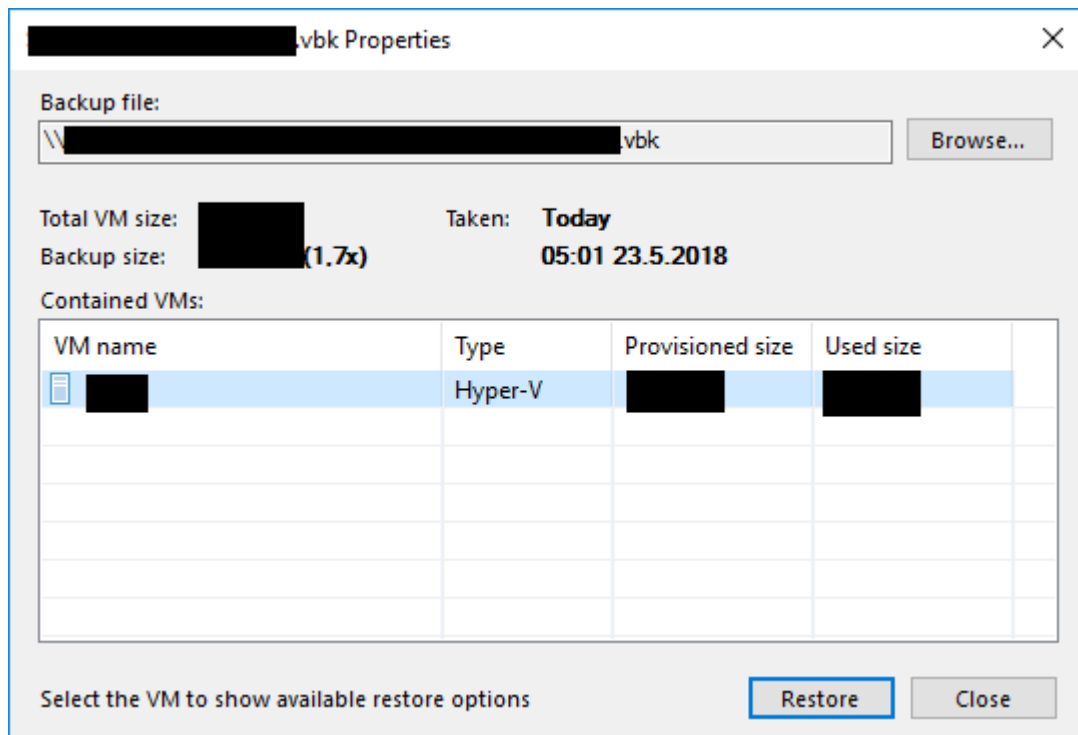 .vbk Properties
Backup file:
\\ .vbk Browse...
Total VM size: Taken: Today
Backup size: (1,7x) 05:01 23.5.2018
Contained VMs:
VM name Type Provisioned size Used size
Hyper-V
Select the VM to show available restore options Restore Close